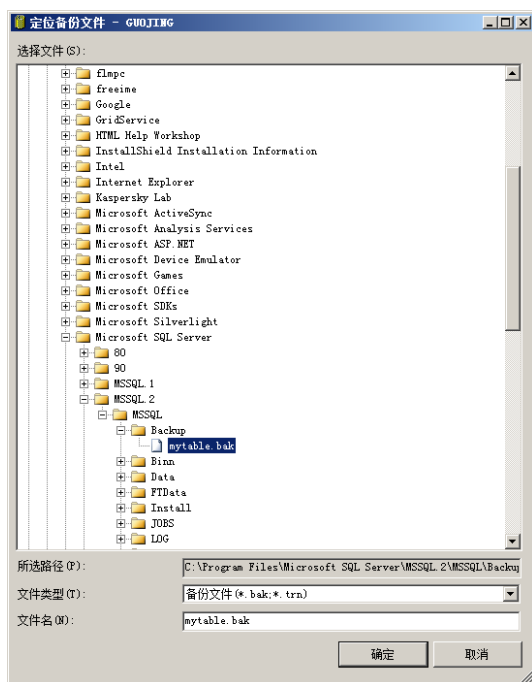 定位备份文件 - GUOJING
选择文件(S):
flmpc
freeime
Google
GridService
HTML Help Workshop
InstallShield Installation Information
Intel
Internet Explorer
Kaspersky Lab
Microsoft ActiveSync
Microsoft Analysis Services
Microsoft ASP.NET
Microsoft Device Emulator
Microsoft Games
Microsoft Office
Microsoft SDKs
Microsoft Silverlight
Microsoft SQL Server
80
90
MSSQL.1
MSSQL.2
MSSQL
Backup
mytable.bak
Binn
Data
FTData
Install
JOBS
LOG
所选路径(P): C:\Program Files\Microsoft SQL Server\MSSQL.2\MSSQL\Backup
文件类型(T): 备份文件(*.bak;*.trn)
文件名(N): mytable.bak
确定 取消